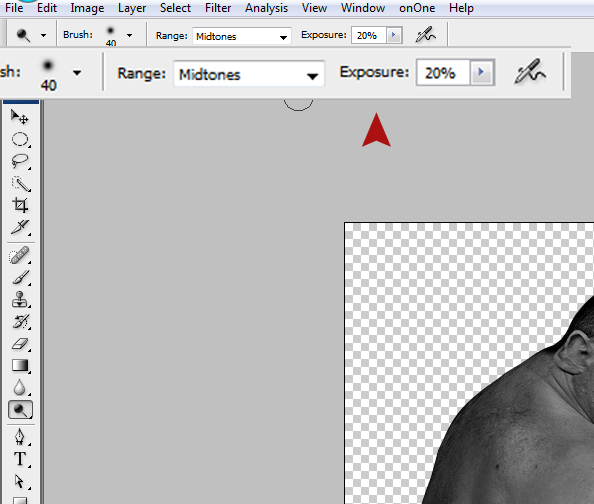 File Edit Image Layer Select Filter Analysis View Window onOne Help
Brush: 40 Range: Midtones Exposure: 20%
sh: 40 Range: Midtones Exposure: 20%
T